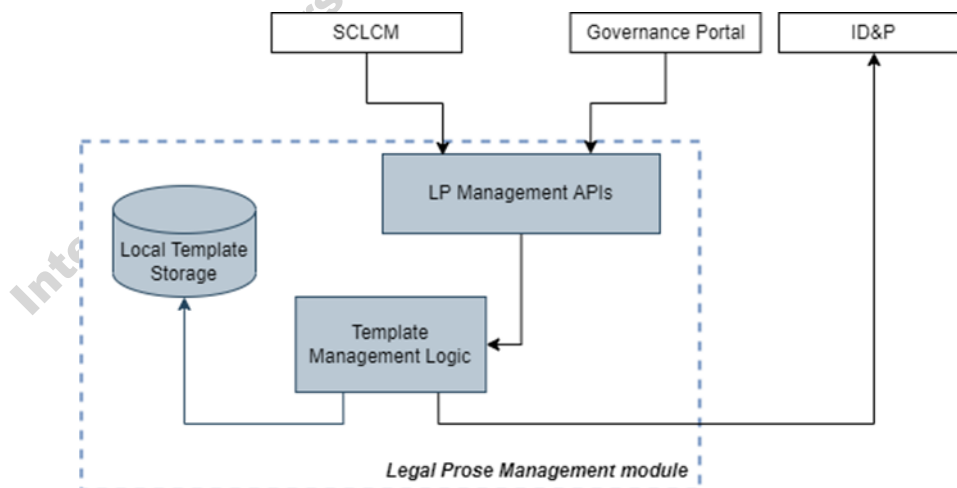 SCLCM
Governance Portal
ID&P
LP Management APIs
Local Template
Storage
Template
Management Logic
Legal Prose Management module